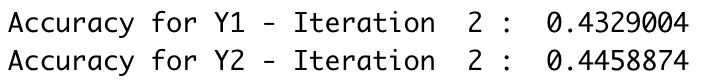 Accuracy for Y1 - Iteration  2 :  0.4329004
Accuracy for Y2 - Iteration  2 :  0.4458874